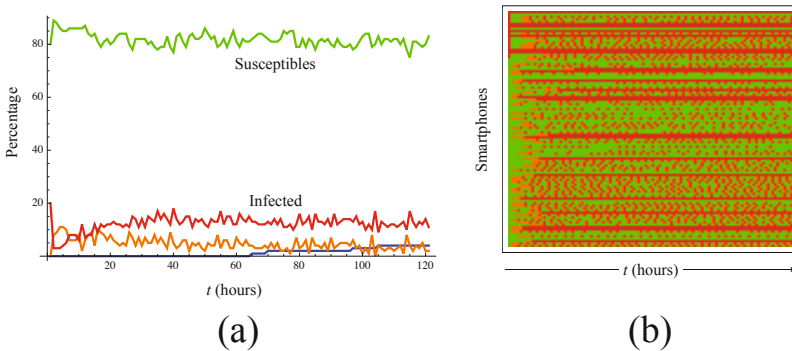 Percentage
80
60
40
20
Susceptibles
Infected
20
40
60
80
100
120
t (hours)
(a)
Smartphones
t (hours)
(b)